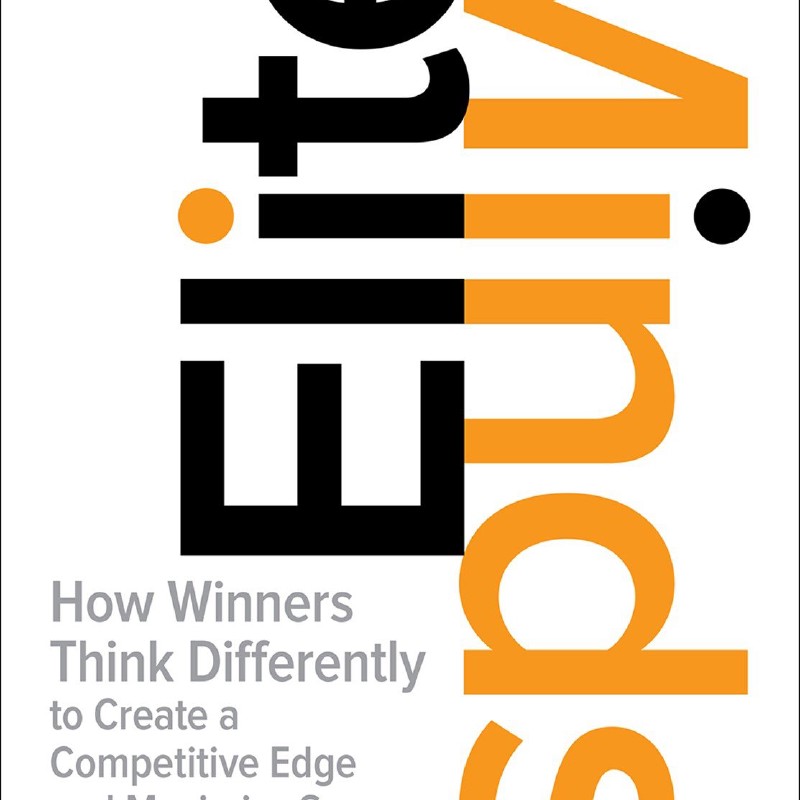 Elite
Minds
How Winners
Think Differently
to Create a
Competitive Edge